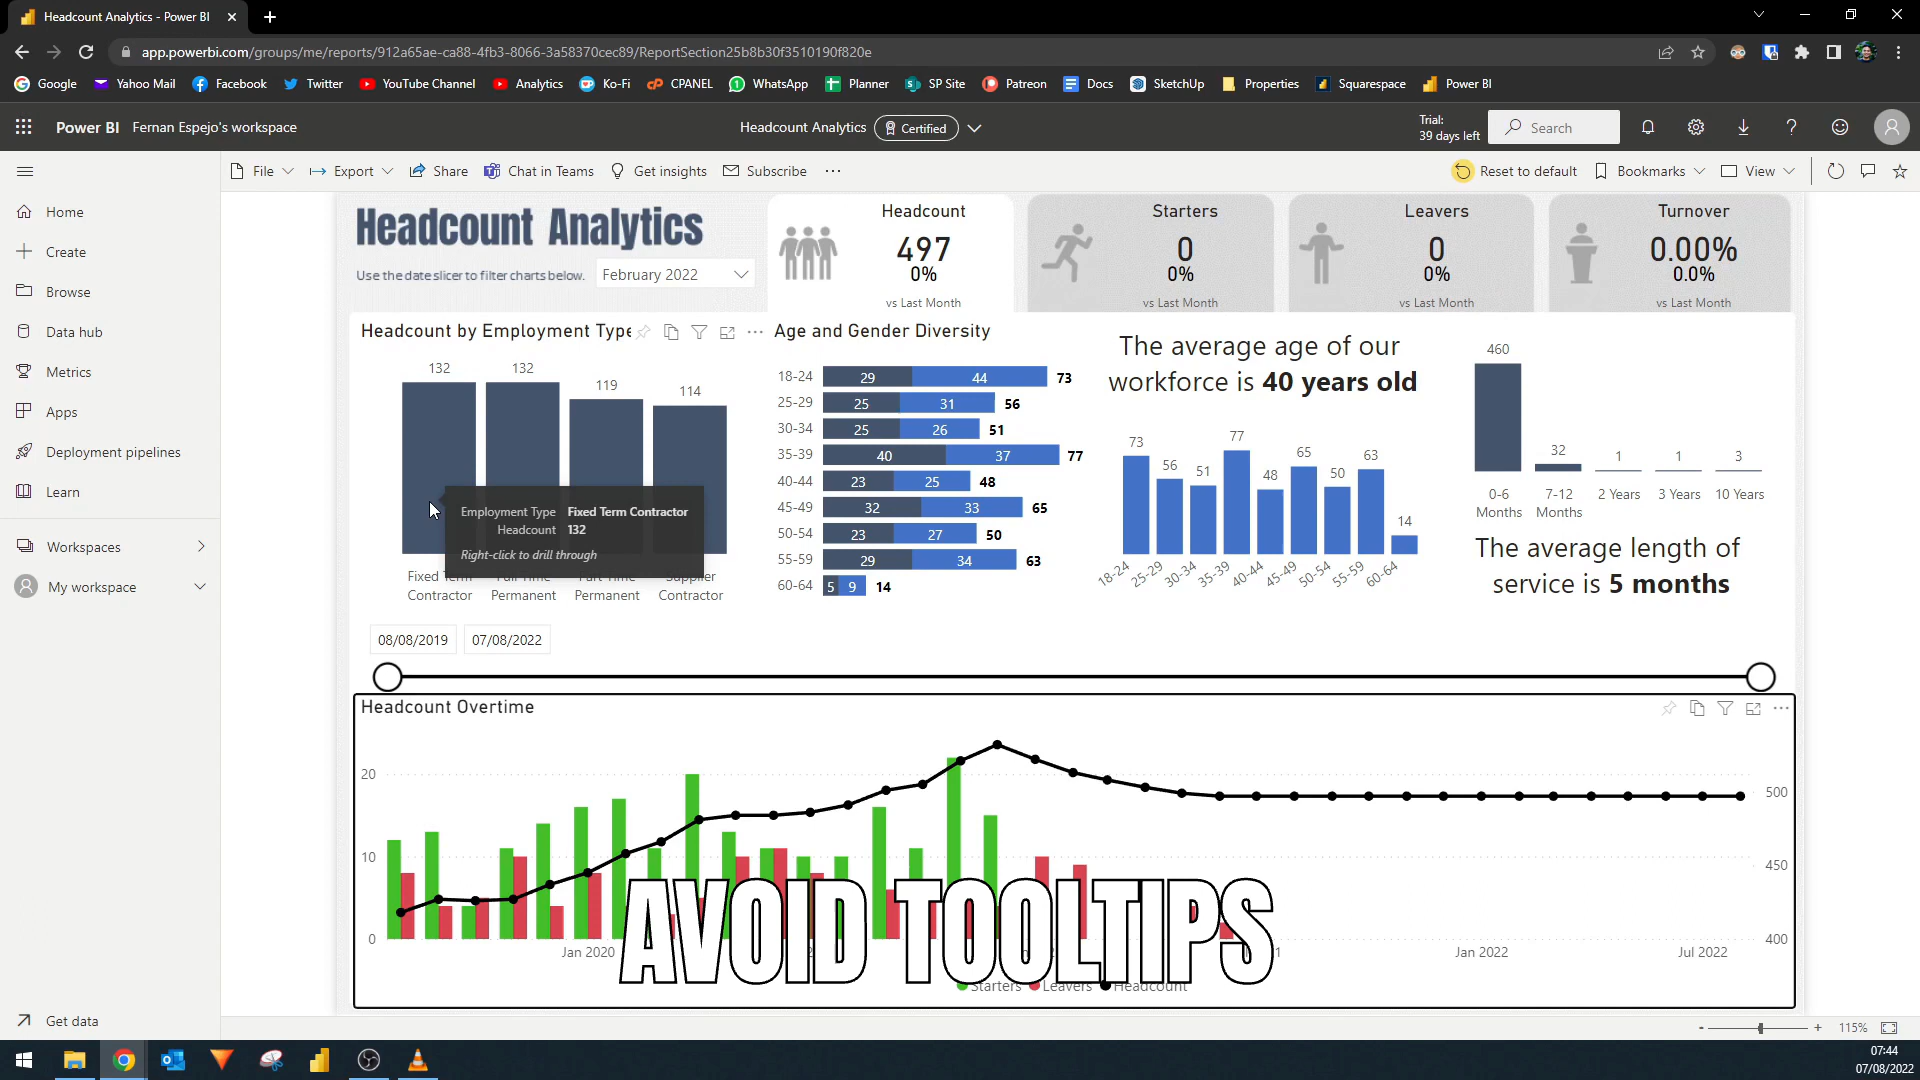 Headcount Analytics - Power BI
app.powerbi.com/groups/me/reports/912a65ae-ca88-4fb3-8066-3a58370cec89/ReportSection25b8b30f3510190f820e
Google Yahoo Mail Facebook Twitter YouTube Channel Analytics Ko-Fi CPANEL WhatsApp Planner SP Site Patreon Docs SketchUp Properties Squarespace Power BI
Power BI Fernan Espejo's workspace
Headcount Analytics Certified
Trial:
39 days left
Search
File Export Share Chat in Teams Get insights Subscribe
Reset to default Bookmarks View
Home
Create
Browse
Data hub
Metrics
Apps
Deployment pipelines
Learn
Workspaces
My workspace
Get data
Headcount Analytics
Use the date slicer to filter charts below.
February 2022
Headcount
497
0%
vs Last Month
Starters
0
0%
vs Last Month
Leavers
0
0%
vs Last Month
Turnover
0.00%
0.0%
vs Last Month
Headcount by Employment Type
132 132 119 114
Employment Type Fixed Term Contractor
Headcount 132
Right-click to drill through
Fixed Term Full Time Part Time Supplier
Contractor Permanent Permanent Contractor
Age and Gender Diversity
18-24 29 44 73
25-29 25 31 56
30-34 25 26 51
35-39 40 37 77
40-44 23 25 48
45-49 32 33 65
50-54 23 27 50
55-59 29 34 63
60-64 5 9 14
The average age of our
workforce is 40 years old
73 56 51 77 48 65 50 63 14
18-24 25-29 30-34 35-39 40-44 45-49 50-54 55-59 60-64
460 32 1 1 3
0-6 7-12 2 Years 3 Years 10 Years
Months Months
The average length of
service is 5 months
08/08/2019 07/08/2022
Headcount Overtime
20
10
0
500
450
400
Jan 2020 Jan 2022 Jul 2022
AVOID TOOLTIPS
Starters Leavers Headcount
115%
07:44
07/08/2022